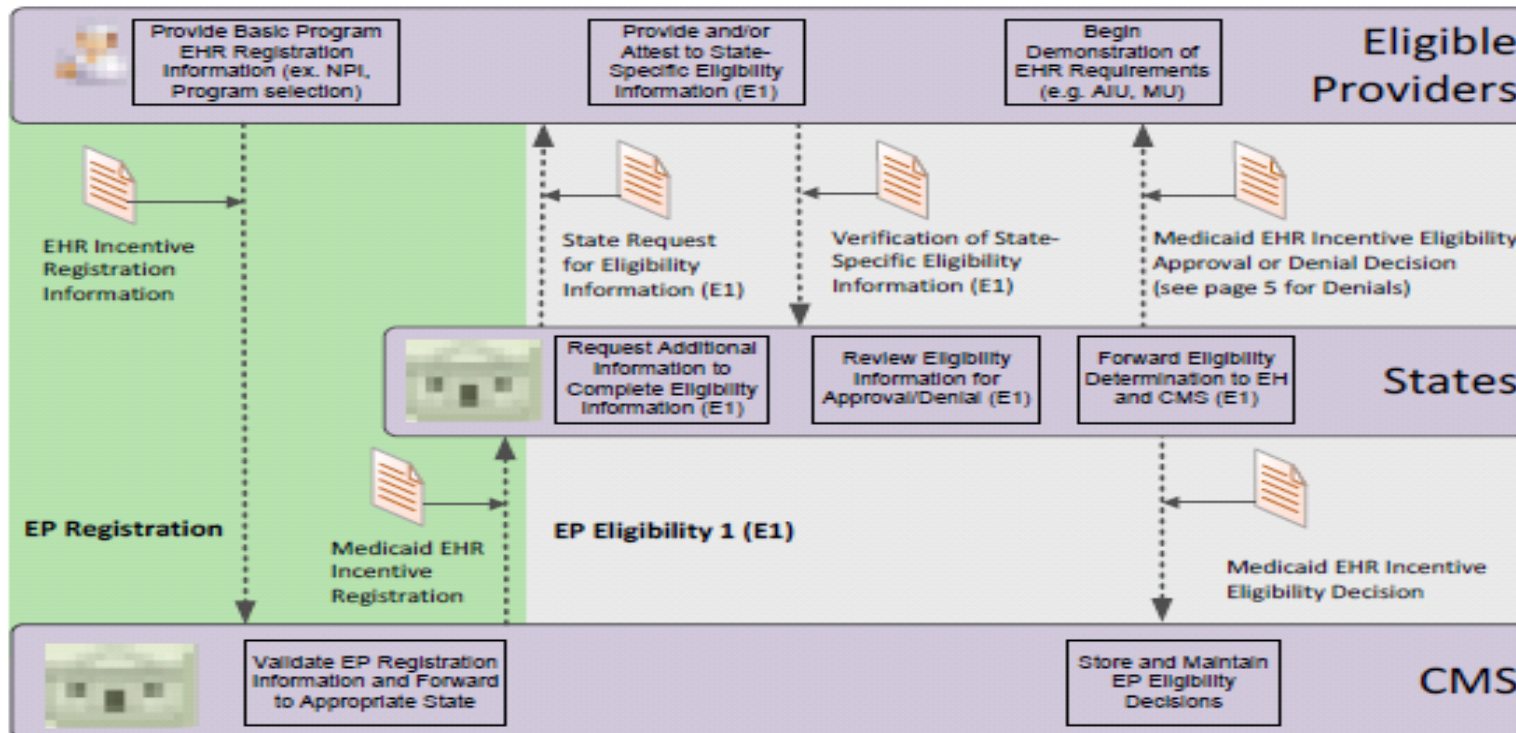 Provide Basic Program
EHR Registration
Information (ex. NPI,
Program selection)
Provide and/or
Attest to State-
Specific Eligibility
Information (E1)
Begin
Demonstration of
EHR Requirements
(e.g. AIU, MU)
Eligible
Providers
EHR Incentive
Registration
Information
State Request
for Eligibility
Information (E1)
Verification of State-
Specific Eligibility
Information (E1)
Medicaid EHR Incentive Eligibility
Approval or Denial Decision
(see page 5 for Denials)
Request Additional
Information to
Complete Eligibility
Information (E1)
Review Eligibility
Information for
Approval/Denial (E1)
Forward Eligibility
Determination to EH
and CMS (E1)
States
EP Registration
Medicaid EHR
Incentive
Registration
EP Eligibility 1 (E1)
Medicaid EHR Incentive
Eligibility Decision
Validate EP Registration
Information and Forward
to Appropriate State
Store and Maintain
EP Eligibility
Decisions
CMS